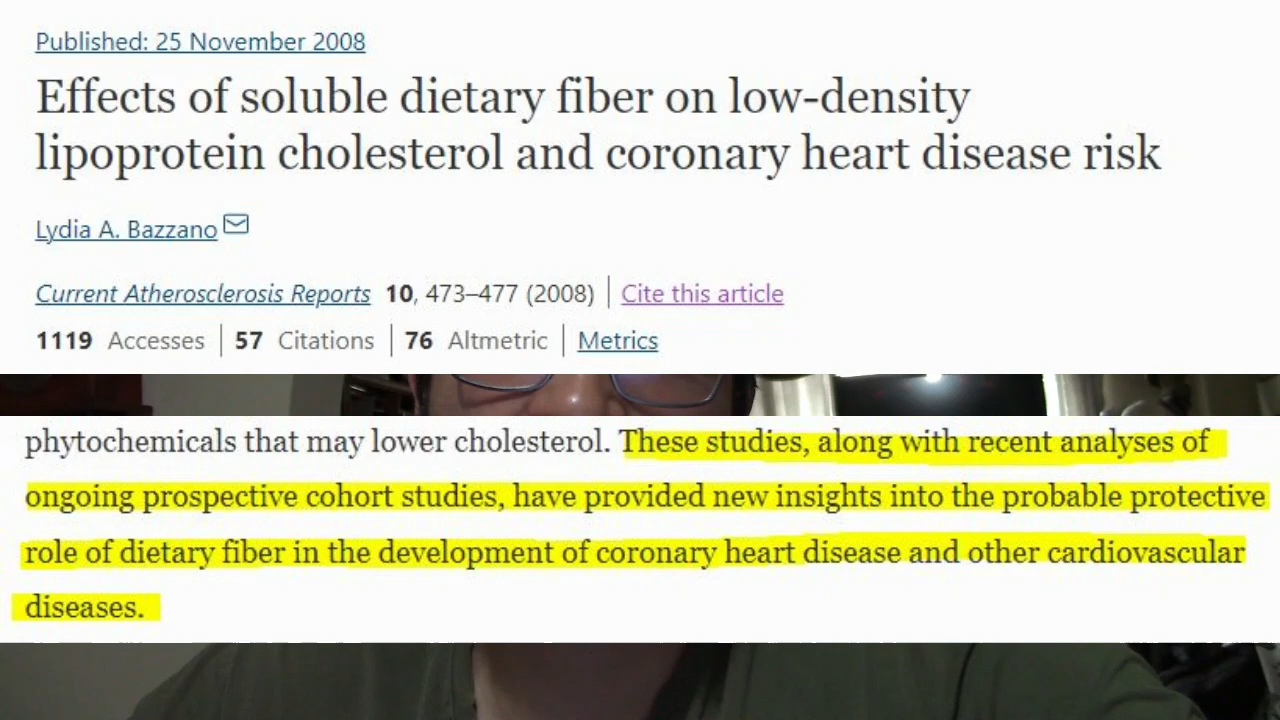 Published: 25 November 2008
Effects of soluble dietary fiber on low-density
lipoprotein cholesterol and coronary heart disease risk
Lydia A. Bazzano
Current Atherosclerosis Reports 10, 473–477 (2008) | Cite this article
1119 Accesses | 57 Citations | 76 Altmetric | Metrics
phytochemicals that may lower cholesterol. These studies, along with recent analyses of
ongoing prospective cohort studies, have provided new insights into the probable protective
role of dietary fiber in the development of coronary heart disease and other cardiovascular
diseases.